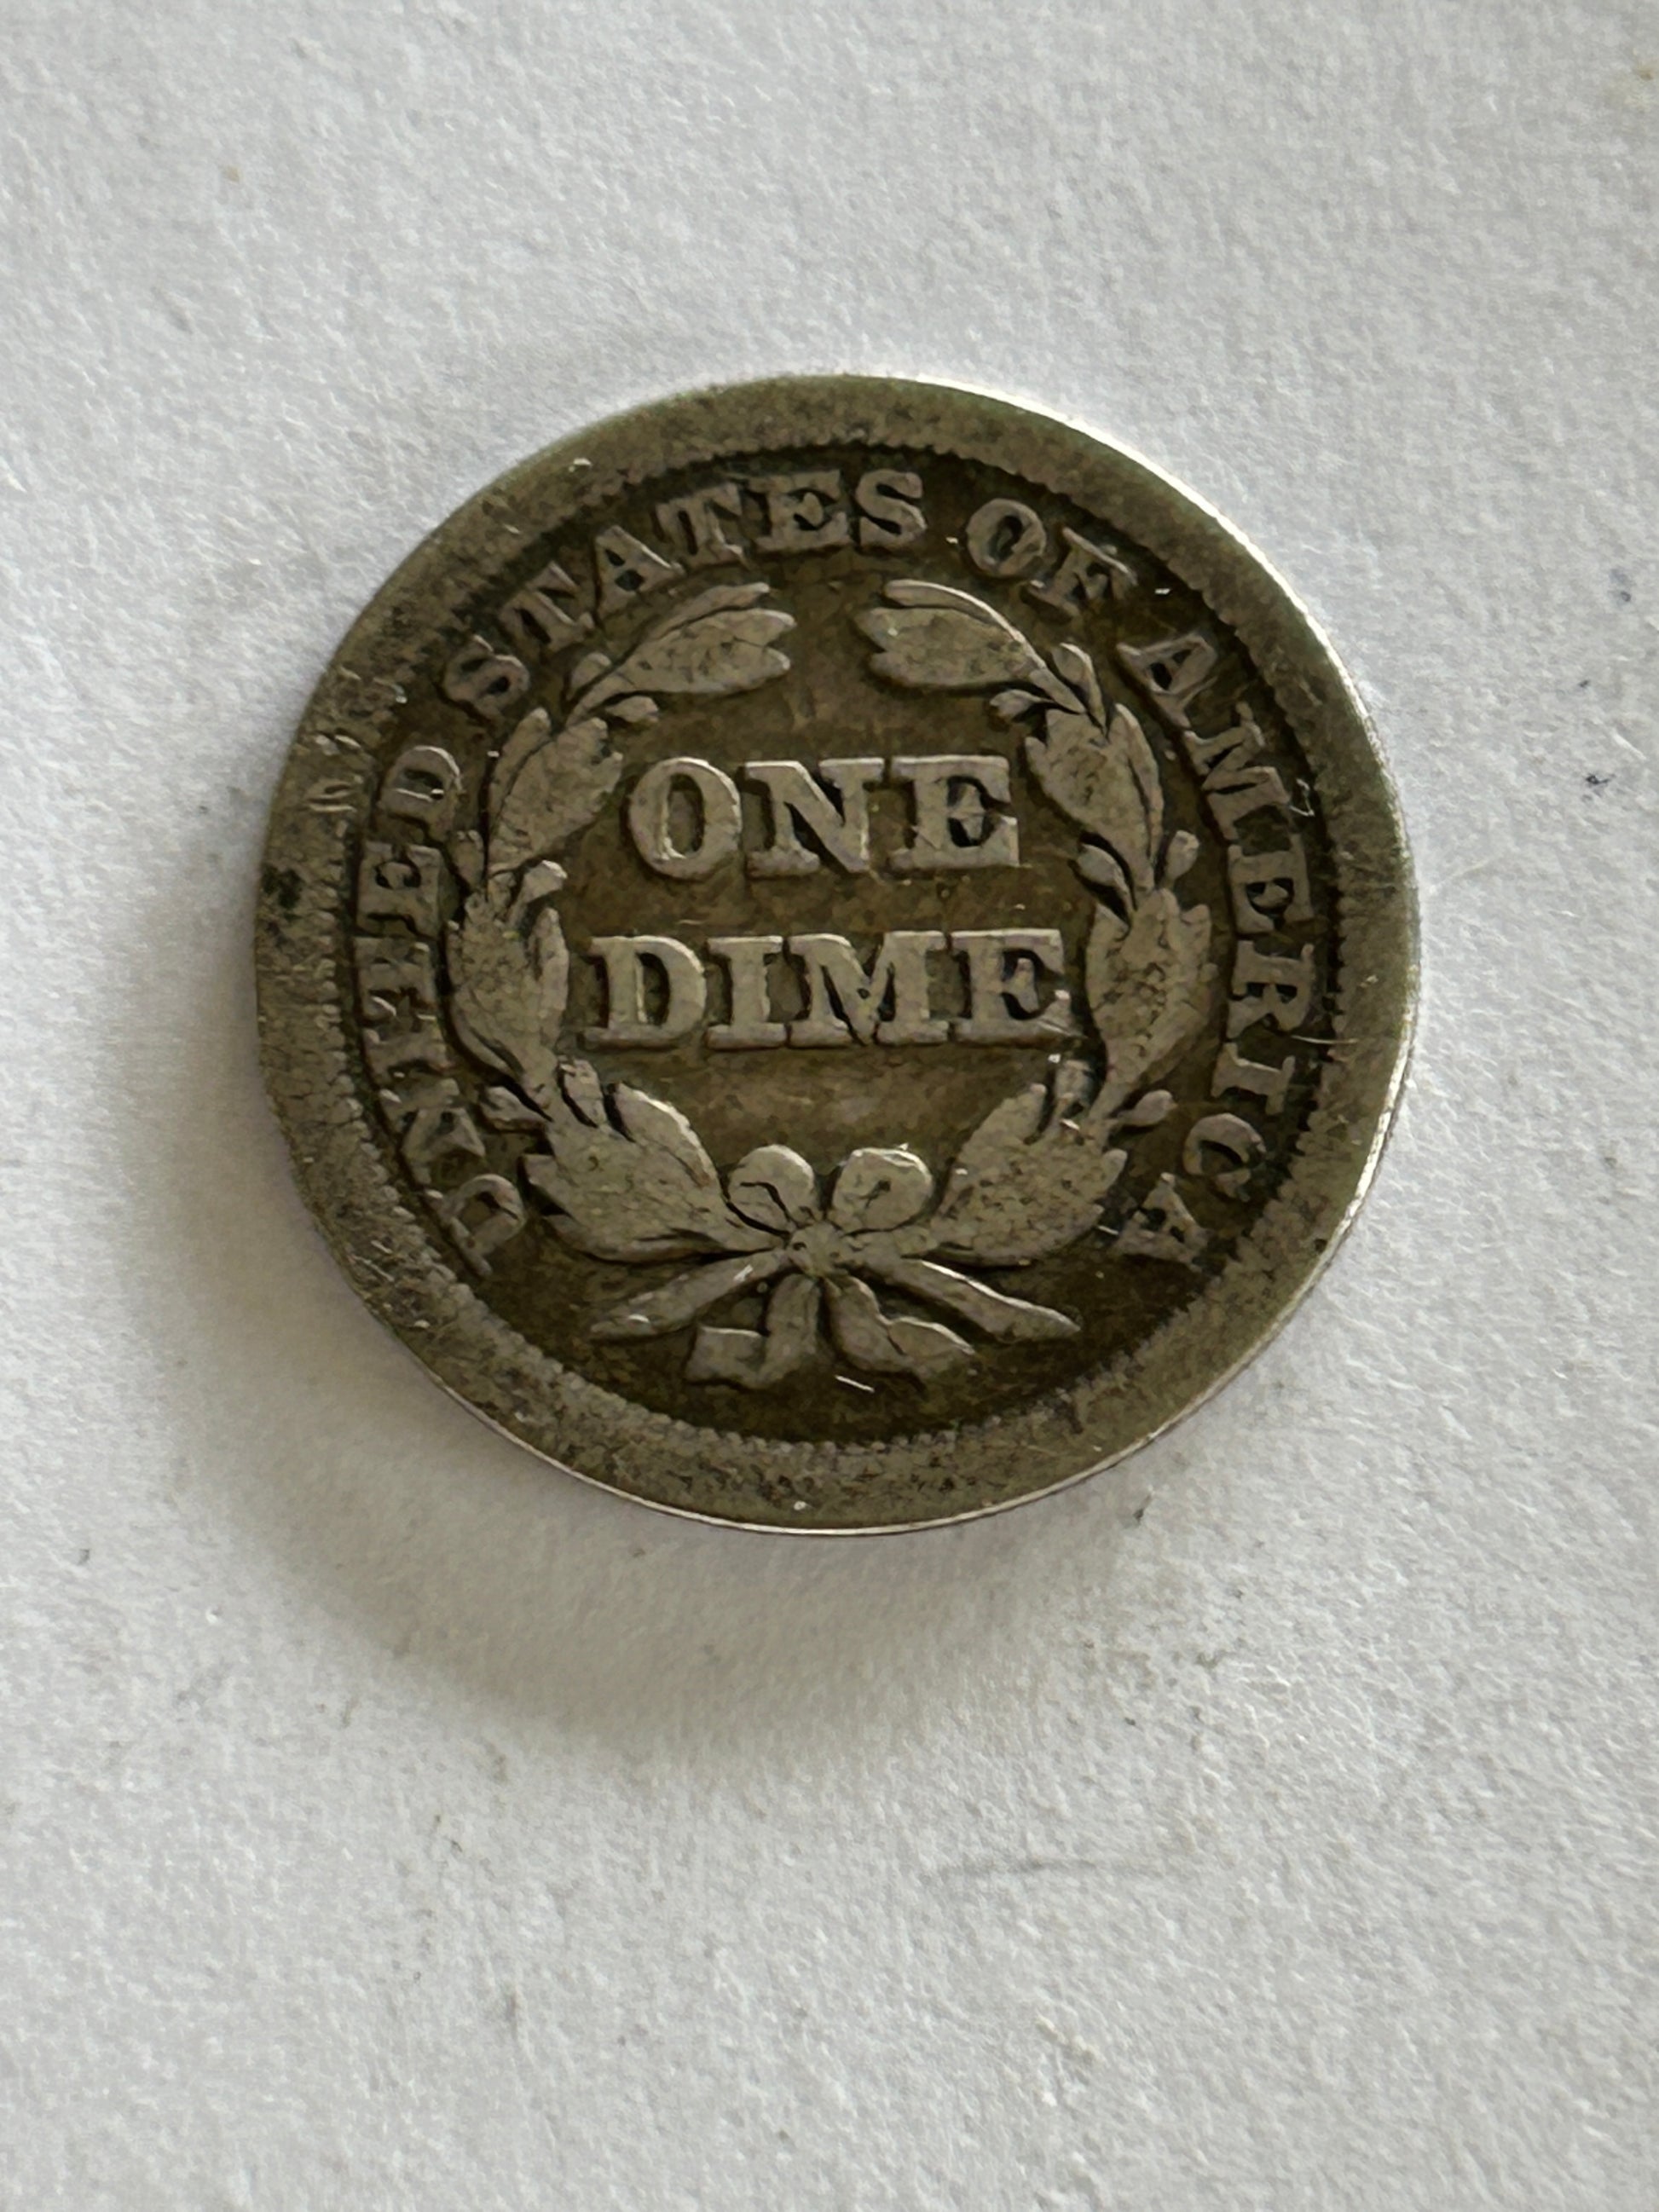 UNITED STATES OF AMERICA
ONE
DIME